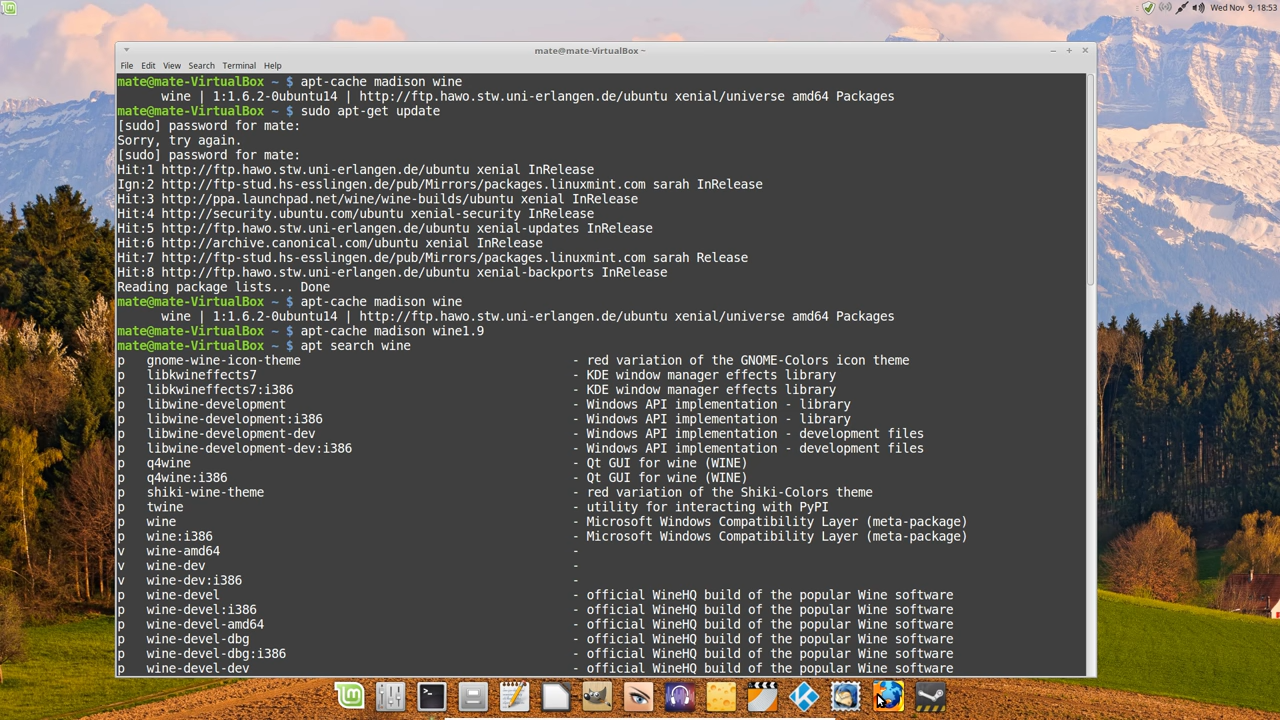 Wed Nov 9, 18:53
mate@mate-VirtualBox ~
File Edit View Search Terminal Help
mate@mate-VirtualBox ~ $ apt-cache madison wine
wine | 1:1.6.2-0ubuntu14 | http://ftp.hawo.stw.uni-erlangen.de/ubuntu xenial/universe amd64 Packages
mate@mate-VirtualBox ~ $ sudo apt-get update
[sudo] password for mate:
Sorry, try again.
[sudo] password for mate:
Hit:1 http://ftp.hawo.stw.uni-erlangen.de/ubuntu xenial InRelease
Ign:2 http://ftp-stud.hs-esslingen.de/pub/Mirrors/packages.linuxmint.com sarah InRelease
Hit:3 http://ppa.launchpad.net/wine/wine-builds/ubuntu xenial InRelease
Hit:4 http://security.ubuntu.com/ubuntu xenial-security InRelease
Hit:5 http://ftp.hawo.stw.uni-erlangen.de/ubuntu xenial-updates InRelease
Hit:6 http://archive.canonical.com/ubuntu xenial InRelease
Hit:7 http://ftp-stud.hs-esslingen.de/pub/Mirrors/packages.linuxmint.com sarah Release
Hit:8 http://ftp.hawo.stw.uni-erlangen.de/ubuntu xenial-backports InRelease
Reading package lists... Done
mate@mate-VirtualBox ~ $ apt-cache madison wine
wine | 1:1.6.2-0ubuntu14 | http://ftp.hawo.stw.uni-erlangen.de/ubuntu xenial/universe amd64 Packages
mate@mate-VirtualBox ~ $ apt-cache madison wine1.9
mate@mate-VirtualBox ~ $ apt search wine
p gnome-wine-icon-theme - red variation of the GNOME-Colors icon theme
p libkwineffects7 - KDE window manager effects library
p libkwineffects7:i386 - KDE window manager effects library
p libwine-development - Windows API implementation - library
p libwine-development:i386 - Windows API implementation - library
p libwine-development-dev - Windows API implementation - development files
p libwine-development-dev:i386 - Windows API implementation - development files
p q4wine - Qt GUI for wine (WINE)
p q4wine:i386 - Qt GUI for wine (WINE)
p shiki-wine-theme - red variation of the Shiki-Colors theme
p twine - utility for interacting with PyPI
p wine - Microsoft Windows Compatibility Layer (meta-package)
p wine:i386 - Microsoft Windows Compatibility Layer (meta-package)
v wine-amd64 -
v wine-dev -
v wine-dev:i386 -
p wine-devel - official WineHQ build of the popular Wine software
p wine-devel:i386 - official WineHQ build of the popular Wine software
p wine-devel-amd64 - official WineHQ build of the popular Wine software
p wine-devel-dbg - official WineHQ build of the popular Wine software
p wine-devel-dbg:i386 - official WineHQ build of the popular Wine software
p wine-devel-dev - official WineHQ build of the popular Wine software